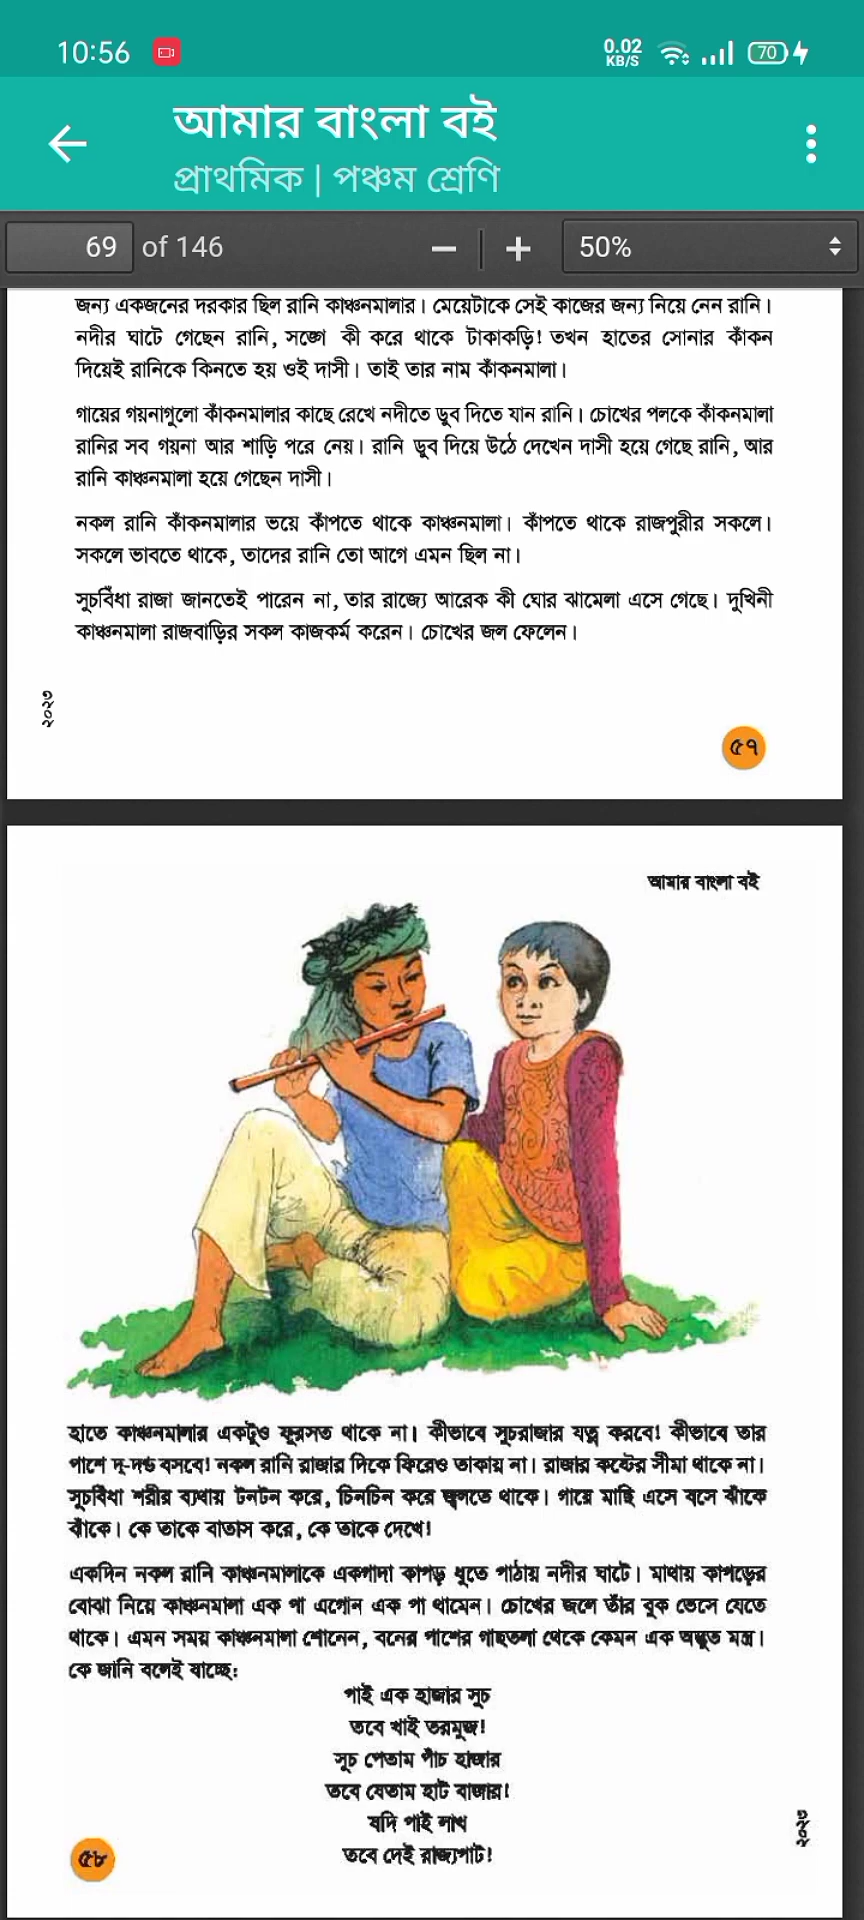 10:56
0.02
KB/S
70
আমার বাংলা বই
প্রাথমিক | পঞ্চম শ্রেণি
69 of 146
50%
জন্য একজনের দরকার ছিল রানি কাঞ্চনমালার। মেয়েটাকে সেই কাজের জন্য নিয়ে নেন রানি।
নদীর ঘাটে গেছেন রানি, সঙ্গে কী করে থাকে টাকাকড়ি! তখন হাতের সোনার কাঁকন
দিয়েই রানিকে কিনতে হয় ওই দাসী। তাই তার নাম কাঁকনমালা।
গায়ের গয়নাগুলো কাঁকনমালার কাছে রেখে নদীতে ডুব দিতে যান রানি। চোখের পলকে কাঁকনমালা
রানির সব গয়না আর শাড়ি পরে নেয়। রানি ডুব দিয়ে উঠে দেখেন দাসী হয়ে গেছে রানি, আর
রানি কাঞ্চনমালা হয়ে গেছেন দাসী।
নকল রানি কাঁকনমালার ভয়ে কাঁপতে থাকে কাঞ্চনমালা। কাঁপতে থাকে রাজপুরীর সকলে।
সকলে ভাবতে থাকে, তাদের রানি তো আগে এমন ছিল না।
সুচবিঁধা রাজা জানতেই পারেন না, তার রাজ্যে আরেক কী ঘোর ঝামেলা এসে গেছে। দুখিনী
কাঞ্চনমালা রাজবাড়ির সকল কাজকর্ম করেন। চোখের জল ফেলেন।
২০২৩
৫৭
আমার বাংলা বই
হাতে কাঞ্চনমালার একটুও ফুরসত থাকে না। কীভাবে সুচরাজার যত্ন করবে! কীভাবে তার
পাশে দু-দন্ড বসবে! নকল রানি রাজার দিকে ফিরেও তাকায় না। রাজার কষ্টের সীমা থাকে না।
সুচবিঁধা শরীর ব্যথায় টনটন করে, চিনচিন করে জ্বলতে থাকে। গায়ে মাছি এসে বসে ঝাঁকে
ঝাঁকে। কে তাকে বাতাস করে, কে তাকে দেখে!
একদিন নকল রানি কাঞ্চনমালাকে একগাদা কাপড় ধুতে পাঠায় নদীর ঘাটে। মাথায় কাপড়ের
বোঝা নিয়ে কাঞ্চনমালা এক পা এগোন এক পা থামেন। চোখের জলে তাঁর বুক ভেসে যেতে
থাকে। এমন সময় কাঞ্চনমালা শোনেন, বনের পাশের গাছতলা থেকে কেমন এক অদ্ভুত মন্ত্র।
কে জানি বলেই যাচ্ছে:
পাই এক হাজার সুচ
তবে খাই তরমুজ!
সুচ পেতাম পাঁচ হাজার
তবে যেতাম হাট বাজার!
যদি পাই লাখ
তবে দেই রাজ্যপাট!
২০২৩
৫৮